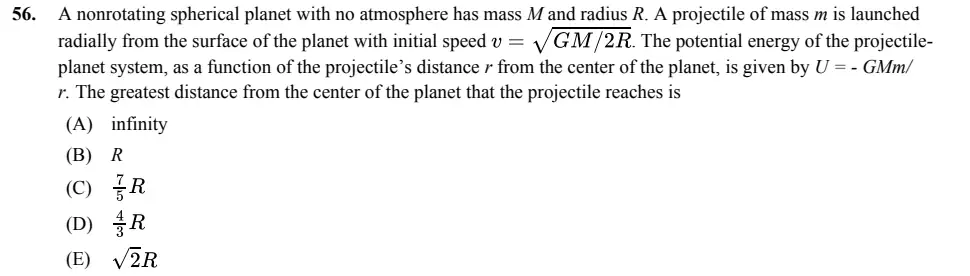 56. A nonrotating spherical planet with no atmosphere has mass M and radius R. A projectile of mass m is launched
radially from the surface of the planet with initial speed v = √(GM/2R). The potential energy of the projectile-
planet system, as a function of the projectile's distance r from the center of the planet, is given by U = - GMm/
r. The greatest distance from the center of the planet that the projectile reaches is
(A) infinity
(B) R
(C) 7/5 R
(D) 4/3 R
(E) √2R